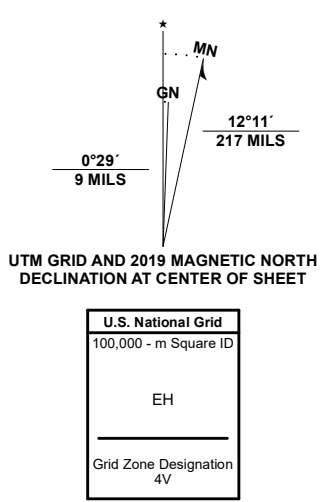 ★
MN
GN
12°11´
217 MILS
0°29´
9 MILS
UTM GRID AND 2019 MAGNETIC NORTH
DECLINATION AT CENTER OF SHEET
U.S. National Grid
100,000 - m Square ID
EH
Grid Zone Designation
4V